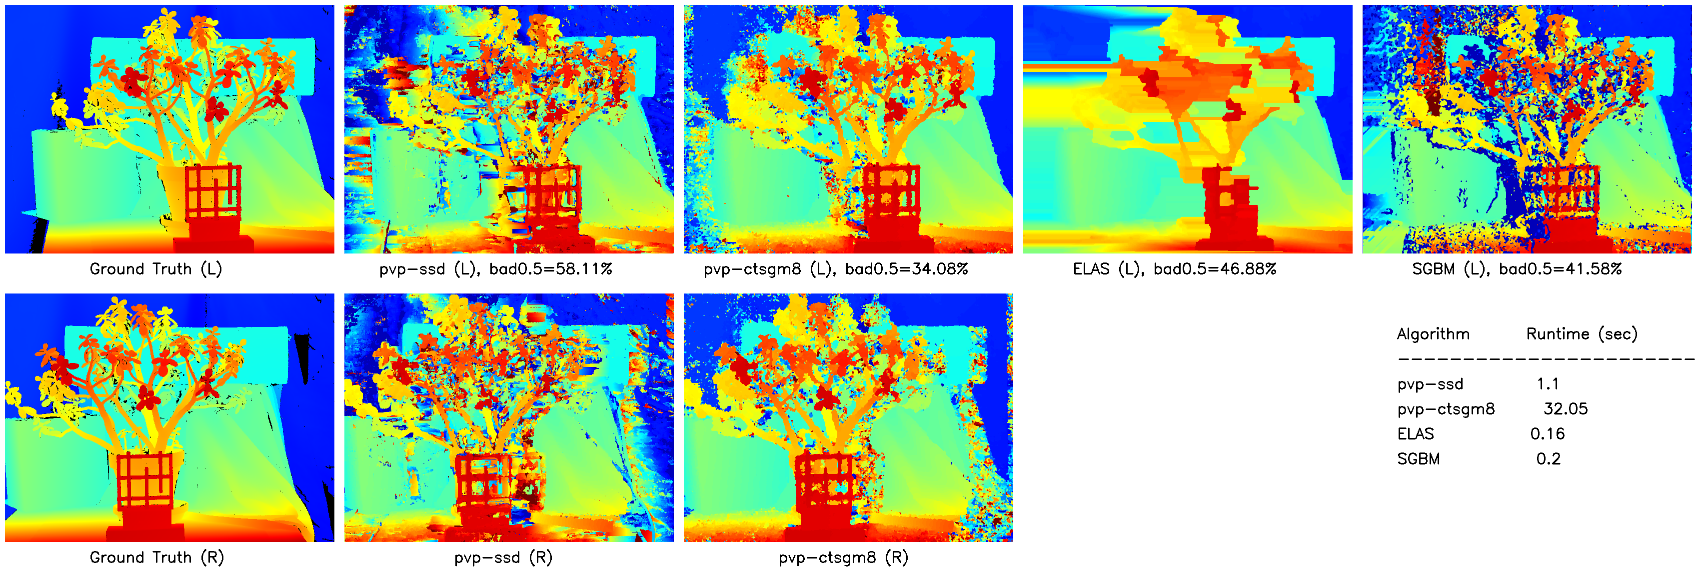 Ground Truth (L)
pvp-ssd (L), bad0.5=58.11%
pvp-ctsgm8 (L), bad0.5=34.08%
ELAS (L), bad0.5=46.88%
SGBM (L), bad0.5=41.58%
Algorithm Runtime (sec)
------------------------
pvp-ssd 1.1
pvp-ctsgm8 32.05
ELAS 0.16
SGBM 0.2
Ground Truth (R)
pvp-ssd (R)
pvp-ctsgm8 (R)